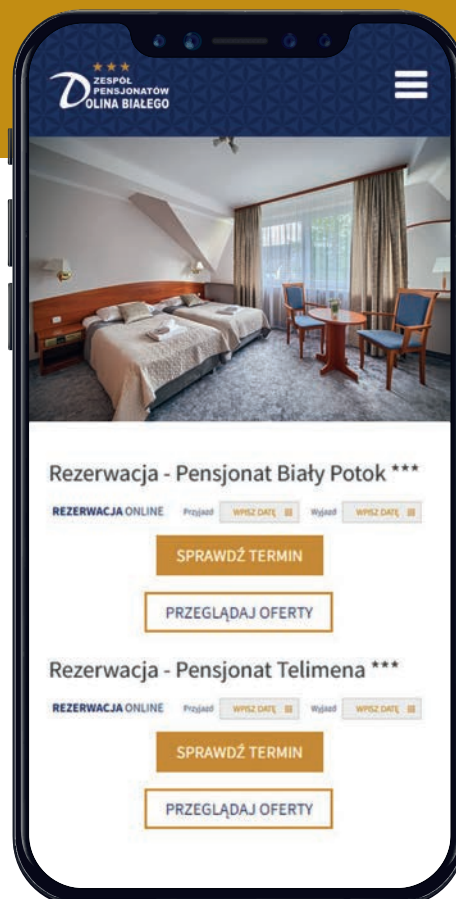 ZESPÓŁ
PENSJONATÓW
DOLINA BIAŁEGO
Rezerwacja - Pensjonat Biały Potok ***
REZERWACJA ONLINE Przyjazd WPISZ DATĘ Wyjazd WPISZ DATĘ
SPRAWDŹ TERMIN
PRZEGLĄDAJ OFERTY
Rezerwacja - Pensjonat Telimena ***
REZERWACJA ONLINE Przyjazd WPISZ DATĘ Wyjazd WPISZ DATĘ
SPRAWDŹ TERMIN
PRZEGLĄDAJ OFERTY